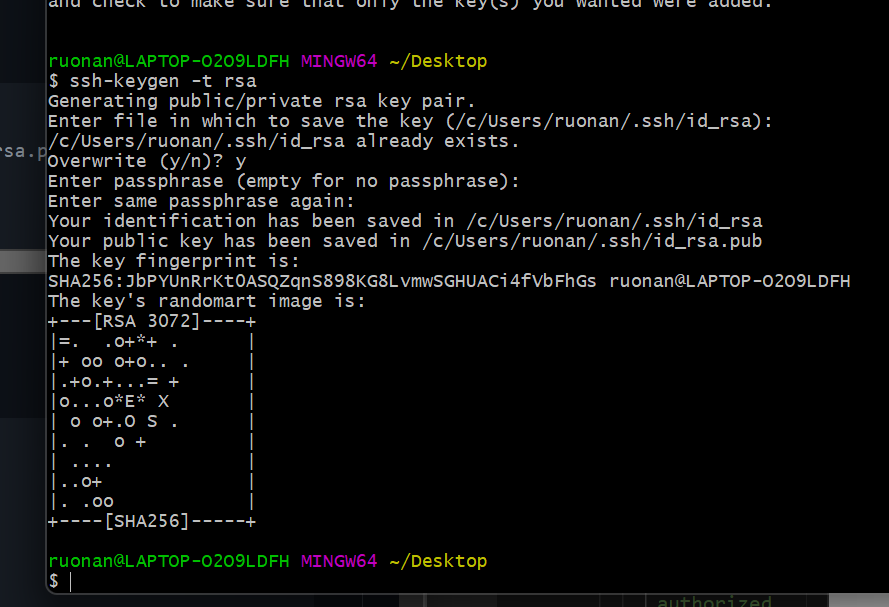 and check to make sure that only the key(s) you wanted were added.
ruonan@LAPTOP-O2O9LDFH MINGW64 ~/Desktop
$ ssh-keygen -t rsa
Generating public/private rsa key pair.
Enter file in which to save the key (/c/Users/ruonan/.ssh/id_rsa):
/c/Users/ruonan/.ssh/id_rsa already exists.
rsa.p
Overwrite (y/n)? y
Enter passphrase (empty for no passphrase):
Enter same passphrase again:
Your identification has been saved in /c/Users/ruonan/.ssh/id_rsa
Your public key has been saved in /c/Users/ruonan/.ssh/id_rsa.pub
The key fingerprint is:
SHA256:JbPYUnRrKtOASQZqnS898KG8LvmwSGHUACi4fVbFhGs ruonan@LAPTOP-O2O9LDFH
The key's randomart image is:
+---[RSA 3072]----+
|=.  .o+*+ .      |
|+ oo o+o.. .     |
|.+o.+...= +      |
|o...o*E* X       |
| o o+.O S .      |
|. .  o +         |
| ....            |
|..o+             |
|. .oo            |
+----[SHA256]-----+
ruonan@LAPTOP-O2O9LDFH MINGW64 ~/Desktop
$
authorized